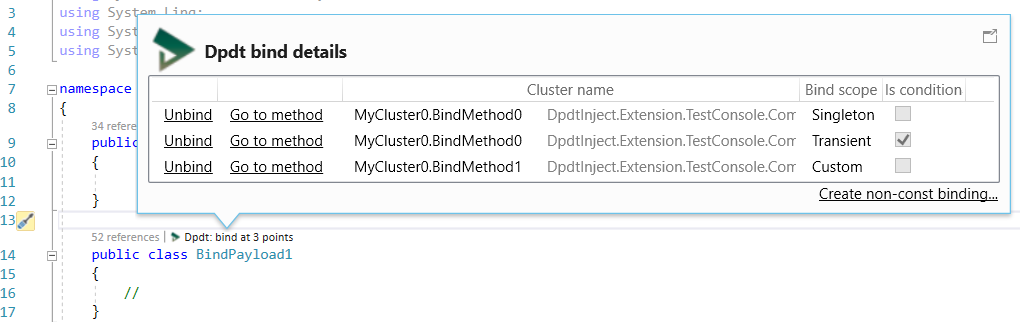 3 using System.Linq;
4 using Syst
5 using Syst
Dpdt bind details
6
7 namespace
Cluster name Bind scope Is condition
8 {
Unbind Go to method MyCluster0.BindMethod0 DpdtInject.Extension.TestConsole.Com Singleton
34 refere
9 public
Unbind Go to method MyCluster0.BindMethod0 DpdtInject.Extension.TestConsole.Com Transient
10 {
Unbind Go to method MyCluster0.BindMethod1 DpdtInject.Extension.TestConsole.Com Custom
11
12 }
Create non-const binding...
13
52 references | Dpdt: bind at 3 points
14 public class BindPayload1
15 {
16 //
17 }